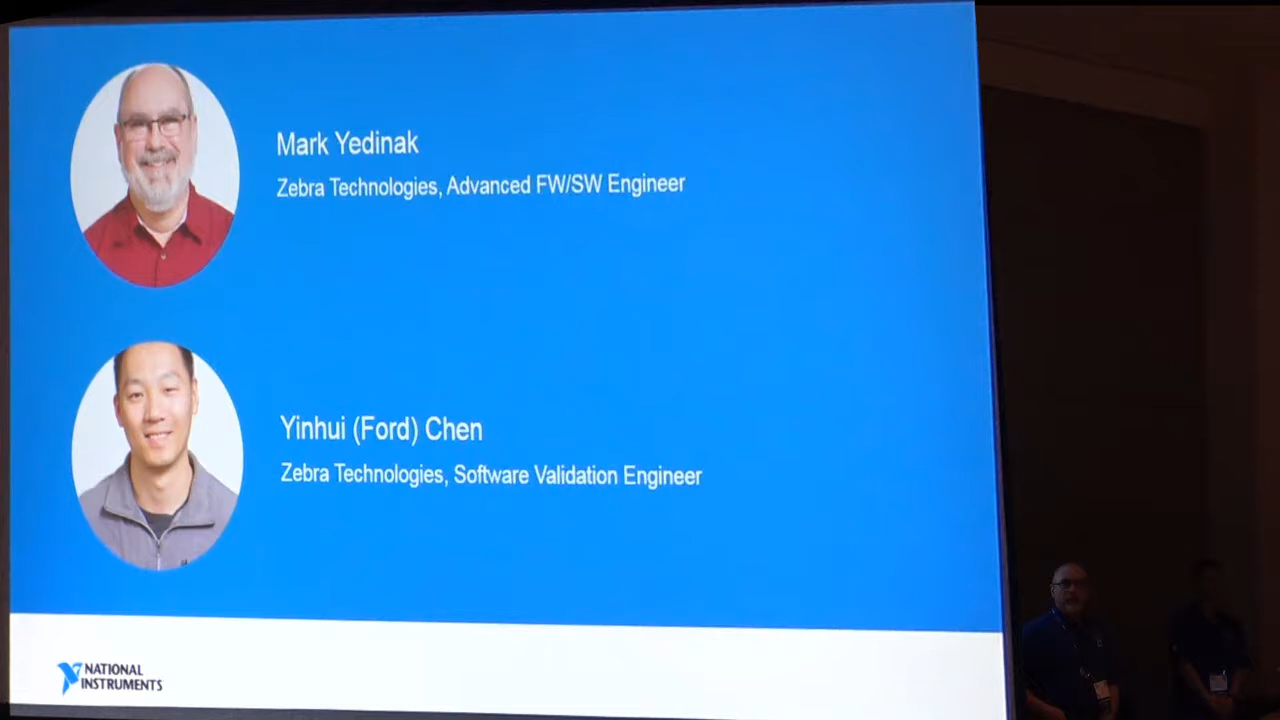 Mark Yedinak
Zebra Technologies, Advanced FW/SW Engineer
Yinhui (Ford) Chen
Zebra Technologies, Software Validation Engineer
NATIONAL
INSTRUMENTS